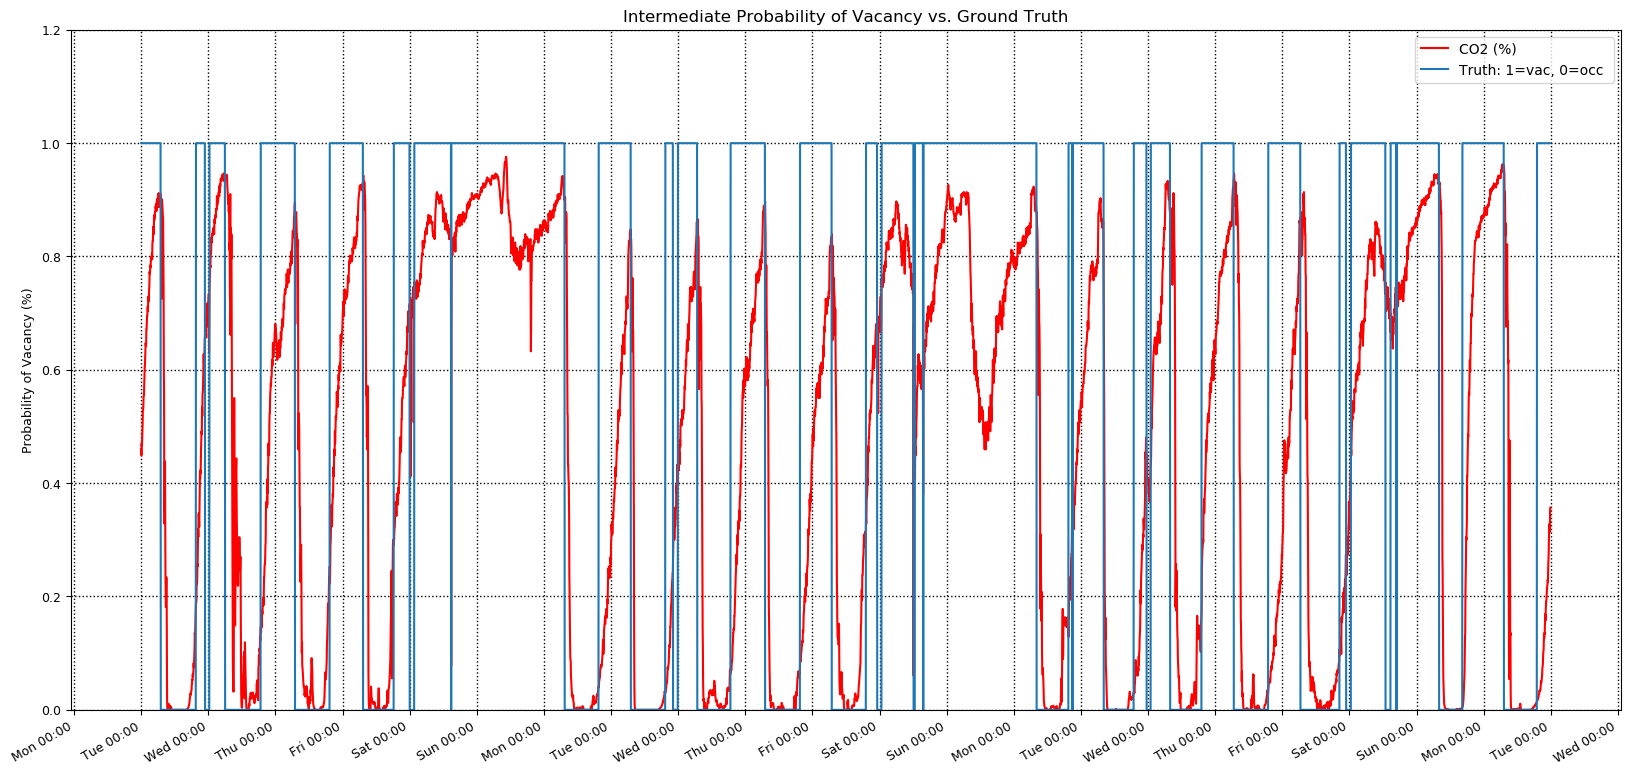 Intermediate Probability of Vacancy vs. Ground Truth
CO2 (%)
Truth: 1=vac, 0=occ
Probability of Vacancy (%)
1.2
1.0
0.8
0.6
0.4
0.2
0.0
Mon 00:00
Tue 00:00
Wed 00:00
Thu 00:00
Fri 00:00
Sat 00:00
Sun 00:00
Mon 00:00
Tue 00:00
Wed 00:00
Thu 00:00
Fri 00:00
Sat 00:00
Sun 00:00
Mon 00:00
Tue 00:00
Wed 00:00
Thu 00:00
Fri 00:00
Sat 00:00
Sun 00:00
Mon 00:00
Tue 00:00
Wed 00:00